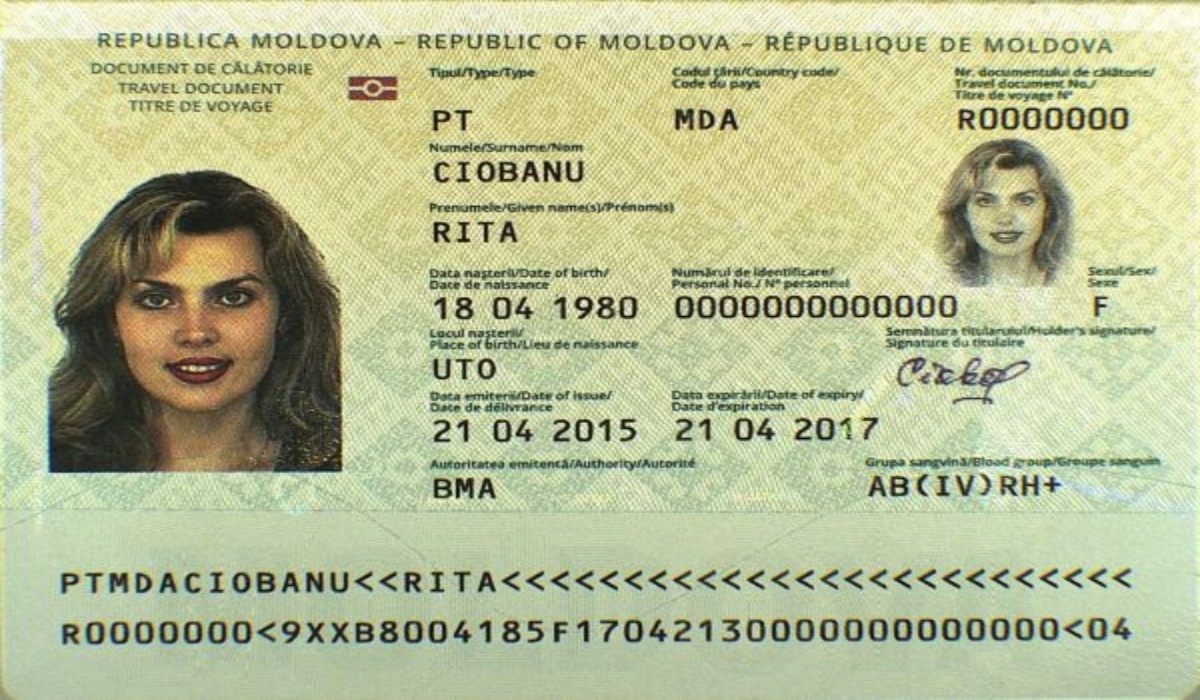 REPUBLICA MOLDOVA – REPUBLIC OF MOLDOVA – RÉPUBLIQUE DE MOLDOVA
DOCUMENT DE CĂLĂTORIE
TRAVEL DOCUMENT
TITRE DE VOYAGE
Tipul/Type/Type
PT
Codul țării/Country code/
Code du pays
MDA
Nr. documentului de călătorie/
Travel document No./
Titre de voyage N°
R0000000
Numele/Surname/Nom
CIOBANU
Prenumele/Given name(s)/Prénom(s)
RITA
Data nașterii/Date of birth/
Date de naissance
18 04 1980
Numărul de identificare/
Personal No./ N° personnel
0000000000000
Sexul/Sex/
Sexe
F
Locul nașterii/
Place of birth/Lieu de naissance
UTO
Semnătura titularului/Holder's signature/
Signature du titulaire
Data emiterii/Date of issue/
Date de délivrance
21 04 2015
Data expirării/Date of expiry/
Date d'expiration
21 04 2017
Autoritatea emitentă/Authority/Autorité
BMA
Grupa sangvină/Blood group/Groupe sanguin
AB(IV)RH+
PTMDACIOBANU<<RITA<<<<<<<<<<<<<<<<<<<<<<<<<<
R0000000<9XXB8004185F17042130000000000000<04